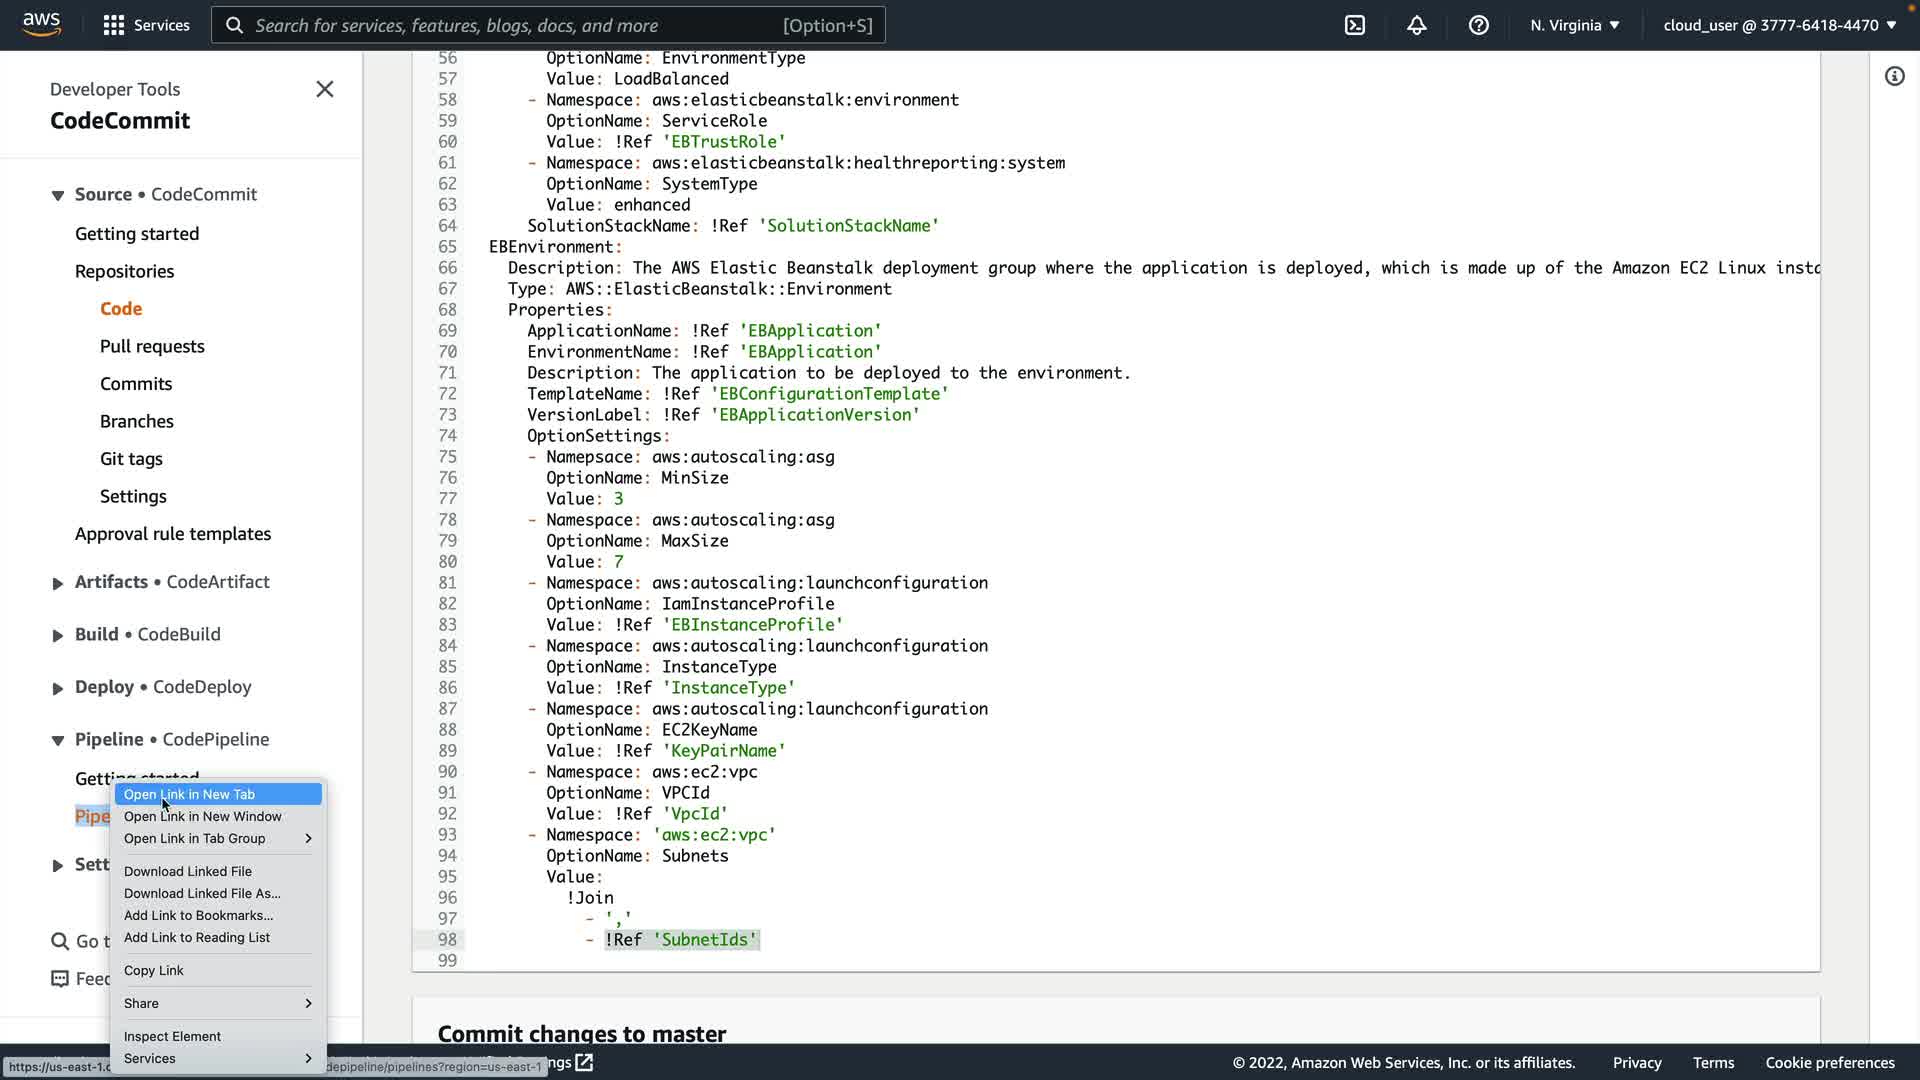 aws
Services
Search for services, features, blogs, docs, and more
[Option+S]
N. Virginia
cloud_user @ 3777-6418-4470
Developer Tools
CodeCommit
Source • CodeCommit
Getting started
Repositories
Code
Pull requests
Commits
Branches
Git tags
Settings
Approval rule templates
Artifacts • CodeArtifact
Build • CodeBuild
Deploy • CodeDeploy
Pipeline • CodePipeline
Getting started
Pipe
Sett
Go t
Feed
Open Link in New Tab
Open Link in New Window
Open Link in Tab Group
Download Linked File
Download Linked File As...
Add Link to Bookmarks...
Add Link to Reading List
Copy Link
Share
Inspect Element
Services
56 OptionName: EnvironmentType
57 Value: LoadBalanced
58 - Namespace: aws:elasticbeanstalk:environment
59 OptionName: ServiceRole
60 Value: !Ref 'EBTrustRole'
61 - Namespace: aws:elasticbeanstalk:healthreporting:system
62 OptionName: SystemType
63 Value: enhanced
64 SolutionStackName: !Ref 'SolutionStackName'
65 EBEnvironment:
66 Description: The AWS Elastic Beanstalk deployment group where the application is deployed, which is made up of the Amazon EC2 Linux insta
67 Type: AWS::ElasticBeanstalk::Environment
68 Properties:
69 ApplicationName: !Ref 'EBApplication'
70 EnvironmentName: !Ref 'EBApplication'
71 Description: The application to be deployed to the environment.
72 TemplateName: !Ref 'EBConfigurationTemplate'
73 VersionLabel: !Ref 'EBApplicationVersion'
74 OptionSettings:
75 - Namepsace: aws:autoscaling:asg
76 OptionName: MinSize
77 Value: 3
78 - Namespace: aws:autoscaling:asg
79 OptionName: MaxSize
80 Value: 7
81 - Namespace: aws:autoscaling:launchconfiguration
82 OptionName: IamInstanceProfile
83 Value: !Ref 'EBInstanceProfile'
84 - Namespace: aws:autoscaling:launchconfiguration
85 OptionName: InstanceType
86 Value: !Ref 'InstanceType'
87 - Namespace: aws:autoscaling:launchconfiguration
88 OptionName: EC2KeyName
89 Value: !Ref 'KeyPairName'
90 - Namespace: aws:ec2:vpc
91 OptionName: VPCId
92 Value: !Ref 'VpcId'
93 - Namespace: 'aws:ec2:vpc'
94 OptionName: Subnets
95 Value:
96 !Join
97 - ','
98 - !Ref 'SubnetIds'
99
Commit changes to master
https://us-east-1.c
depipeline/pipelines?region=us-east-1
ngs
© 2022, Amazon Web Services, Inc. or its affiliates.
Privacy
Terms
Cookie preferences